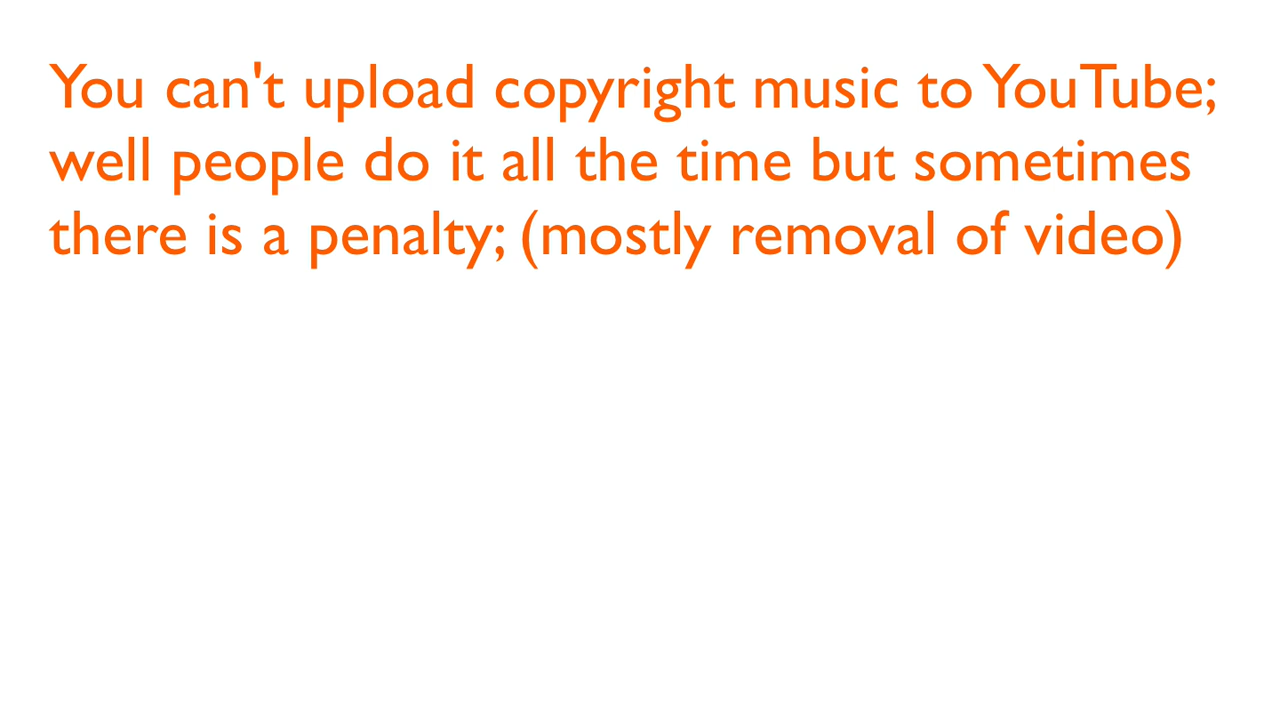 You can't upload copyright music to YouTube;
well people do it all the time but sometimes
there is a penalty; (mostly removal of video)